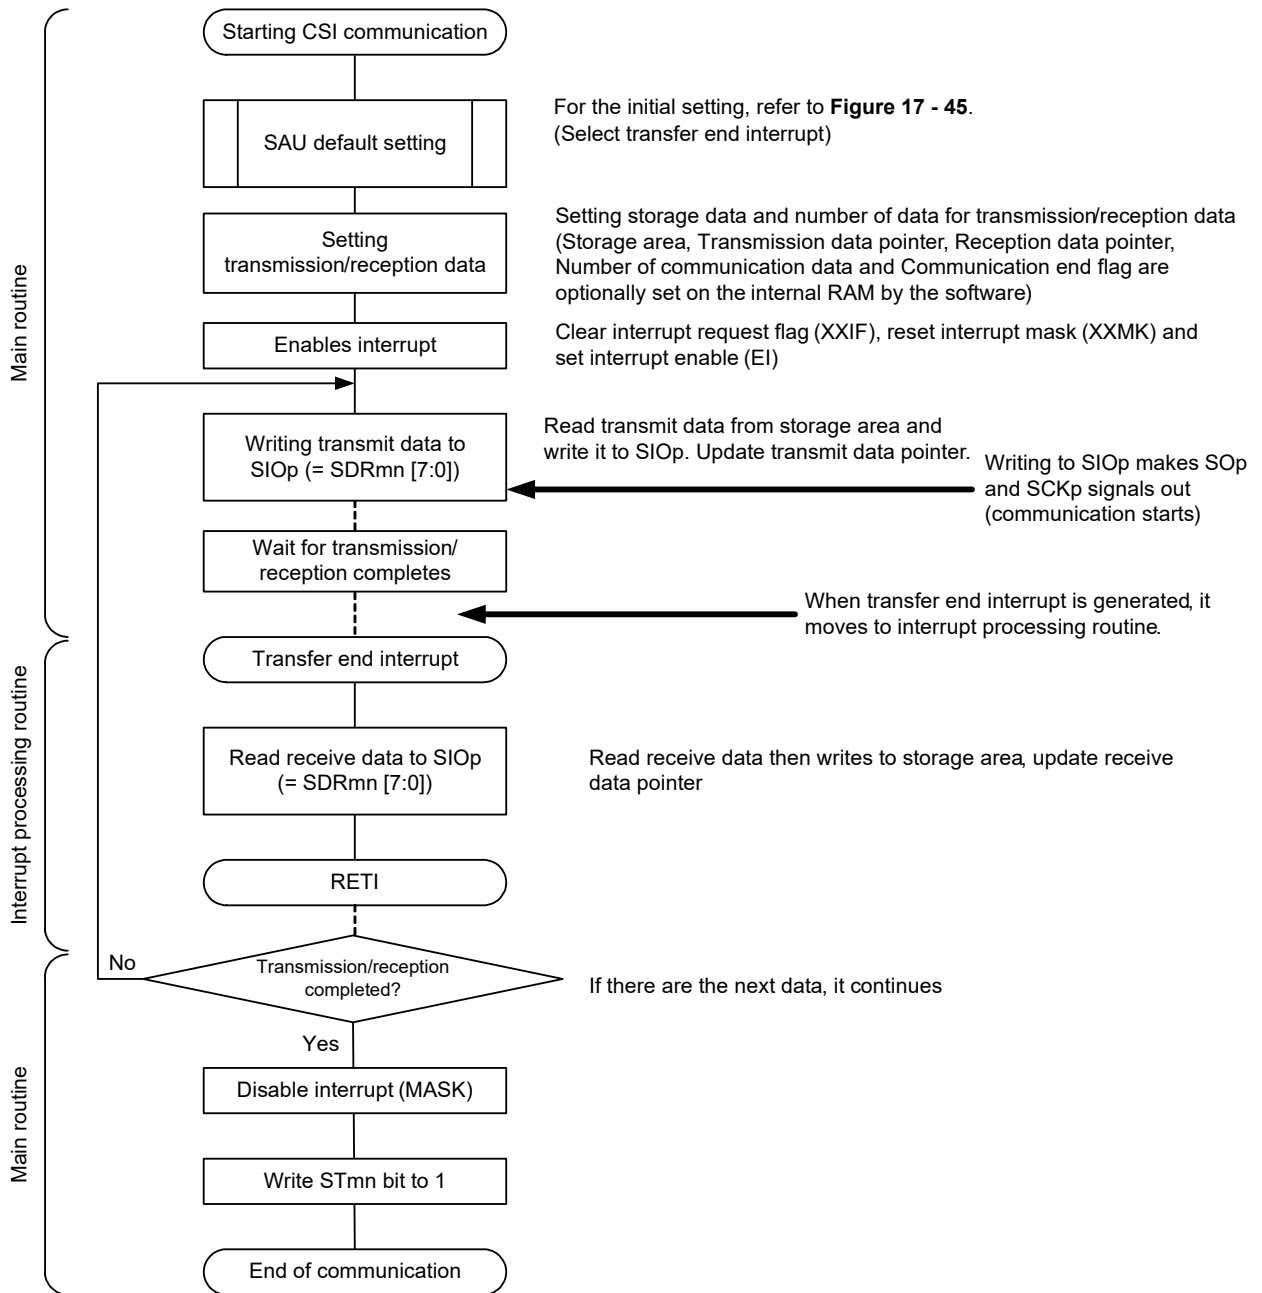 Starting CSI communication
SAU default setting
For the initial setting, refer to Figure 17 - 45.
(Select transfer end interrupt)
Setting
transmission/reception data
Setting storage data and number of data for transmission/reception data
(Storage area, Transmission data pointer, Reception data pointer,
Number of communication data and Communication end flag are
optionally set on the internal RAM by the software)
Main routine
Enables interrupt
Clear interrupt request flag (XXIF), reset interrupt mask (XXMK) and
set interrupt enable (EI)
Writing transmit data to
SIOp (= SDRmn [7:0])
Read transmit data from storage area and
write it to SIOp. Update transmit data pointer.
Writing to SIOp makes SOp
and SCKp signals out
(communication starts)
Wait for transmission/
reception completes
When transfer end interrupt is generated, it
moves to interrupt processing routine.
Transfer end interrupt
Interrupt processing routine
Read receive data to SIOp
(= SDRmn [7:0])
Read receive data then writes to storage area, update receive
data pointer
RETI
No
Transmission/reception
completed?
If there are the next data, it continues
Yes
Main routine
Disable interrupt (MASK)
Write STmn bit to 1
End of communication